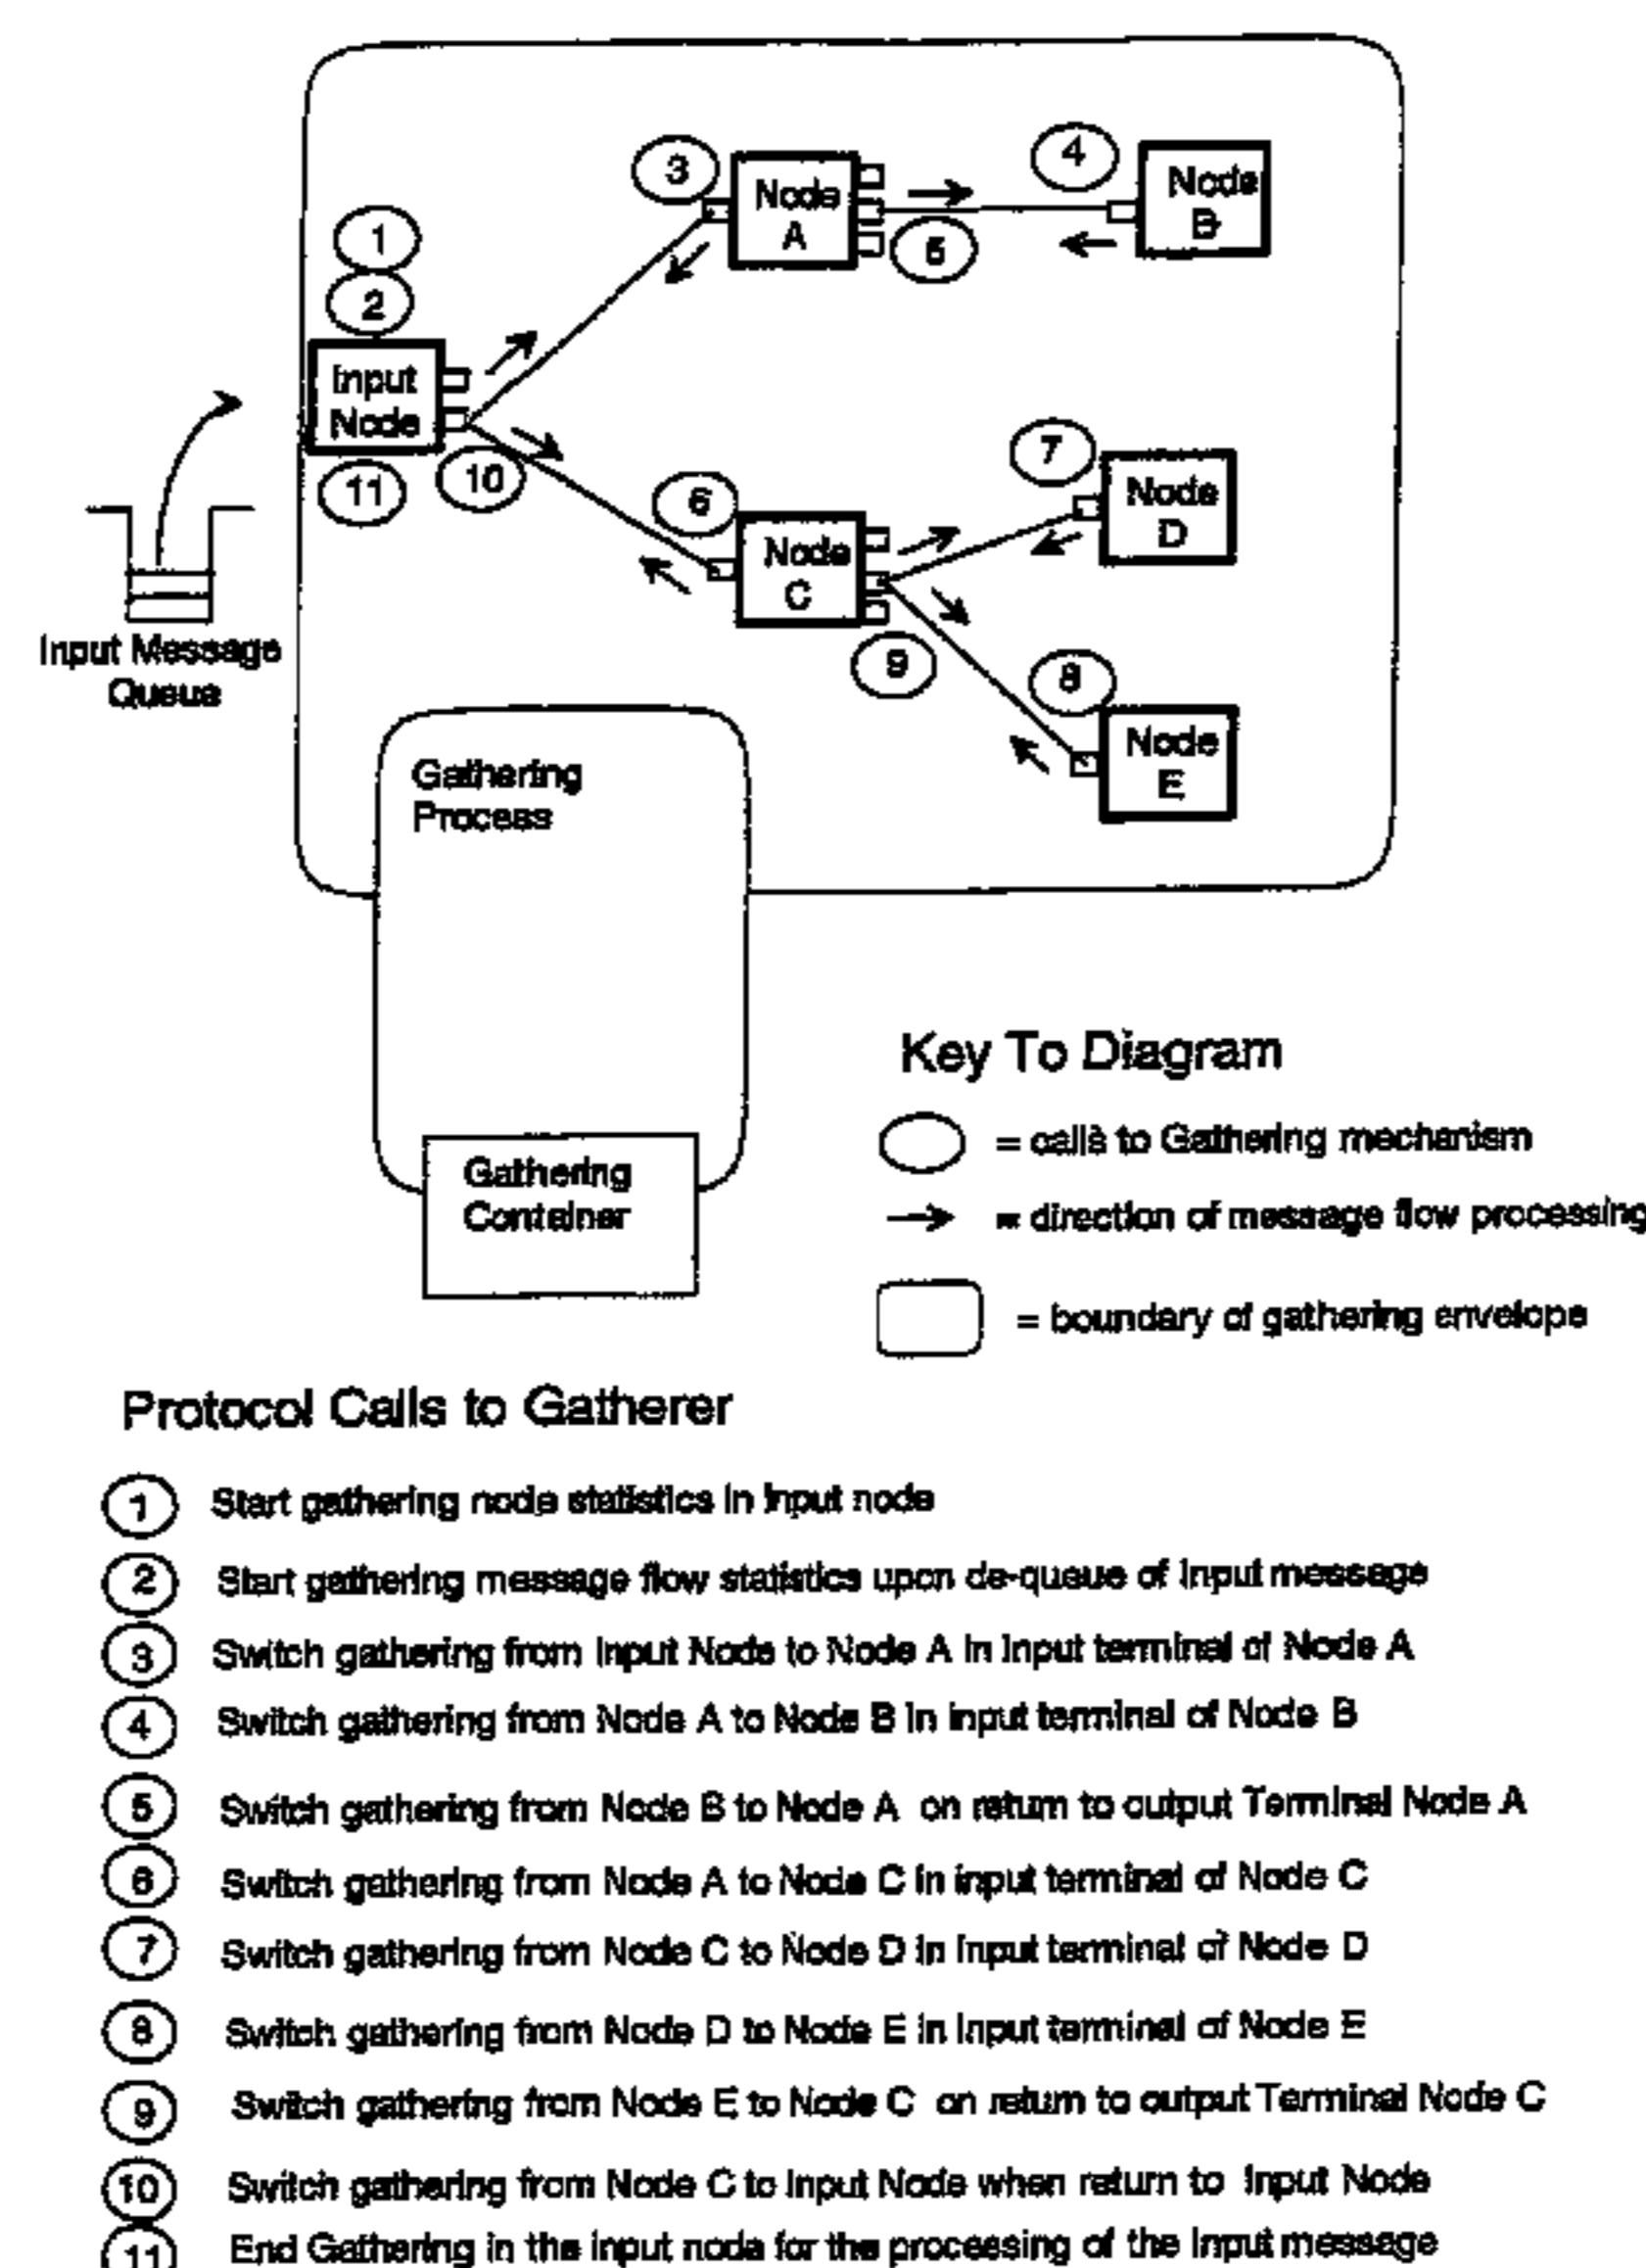 3
4
Node
A
Node
B
5
1
2
Input
Node
11
10
6
7
Node
C
Node
D
9
8
Node
E
Input Message
Queue
Gathering
Process
Gathering
Container
Key To Diagram
= calls to Gathering mechanism
= direction of message flow processing
= boundary of gathering envelope
Protocol Calls to Gatherer
1 Start gathering node statistics in Input node
2 Start gathering message flow statistics upon de-queue of Input message
3 Switch gathering from Input Node to Node A in Input terminal of Node A
4 Switch gathering from Node A to Node B in input terminal of Node B
5 Switch gathering from Node B to Node A on return to output Terminal Node A
6 Switch gathering from Node A to Node C in input terminal of Node C
7 Switch gathering from Node C to Node D in Input terminal of Node D
8 Switch gathering from Node D to Node E in Input terminal of Node E
9 Switch gathering from Node E to Node C on return to output Terminal Node C
10 Switch gathering from Node C to Input Node when return to Input Node
11 End Gathering in the input node for the processing of the Input message